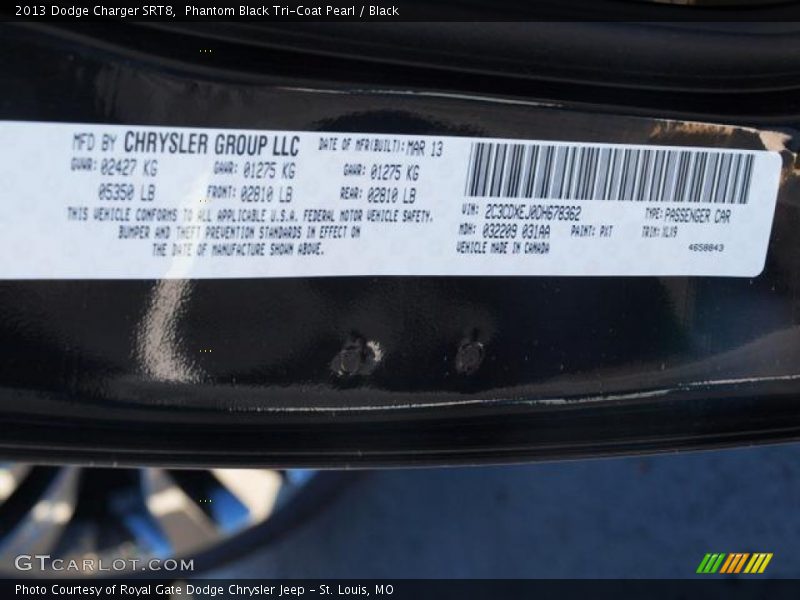 2013 Dodge Charger SRT8, Phantom Black Tri-Coat Pearl / Black
MFD BY CHRYSLER GROUP LLC DATE OF MFR(BUILT): MAR 13
GVWR: 02427 KG GAWR: 01275 KG GAWR: 01275 KG
05350 LB FRONT: 02810 LB REAR: 02810 LB
THIS VEHICLE CONFORMS TO ALL APPLICABLE U.S.A. FEDERAL MOTOR VEHICLE SAFETY,
BUMPER AND THEFT PREVENTION STANDARDS IN EFFECT ON
THE DATE OF MANUFACTURE SHOWN ABOVE.
VIN: 2C3CDXEJ0DH678362 TYPE: PASSENGER CAR
MDH: 032209 031AA PAINT: PXT TRIM: XLX9
VEHICLE MADE IN CANADA 4658843
GTCARLOT.COM
Photo Courtesy of Royal Gate Dodge Chrysler Jeep - St. Louis, MO